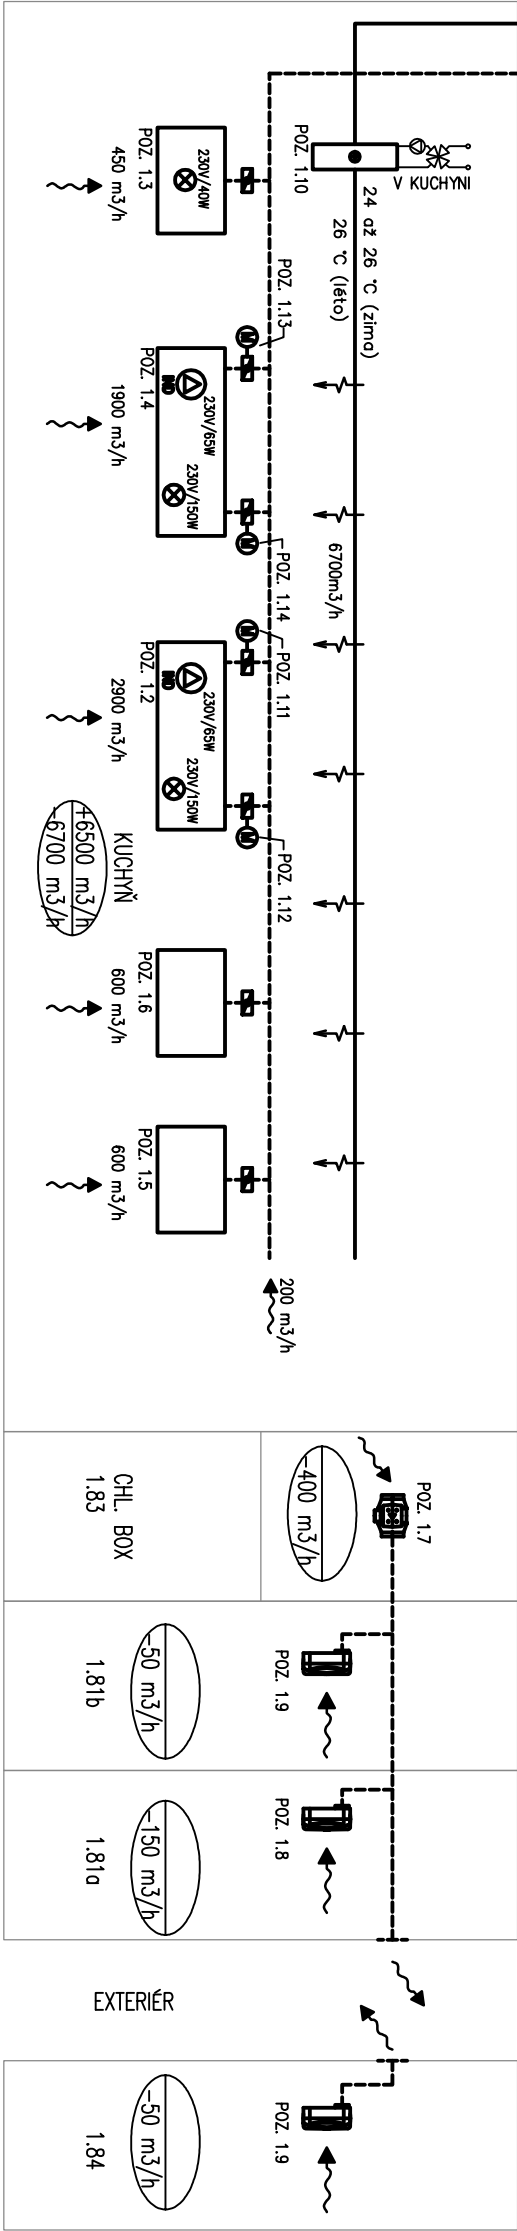 V KUCHYNI
POZ. 1.10
24 až 26 °C (zima)
26 °C (léto)
6700m3/h
POZ. 1.13
POZ. 1.14
POZ. 1.11
POZ. 1.12
230V/40W
POZ. 1.3
450 m3/h
M
M
230V/65W
230V/150W
IND
POZ. 1.4
1900 m3/h
M
M
230V/65W
230V/150W
IND
POZ. 1.2
2900 m3/h
KUCHYŇ
+6500 m3/h
-6700 m3/h
POZ. 1.6
600 m3/h
POZ. 1.5
600 m3/h
200 m3/h
POZ. 1.7
-400 m3/h
CHL. BOX
1.83
POZ. 1.9
-50 m3/h
1.81b
POZ. 1.8
-150 m3/h
1.81a
EXTERIÉR
POZ. 1.9
-50 m3/h
1.84